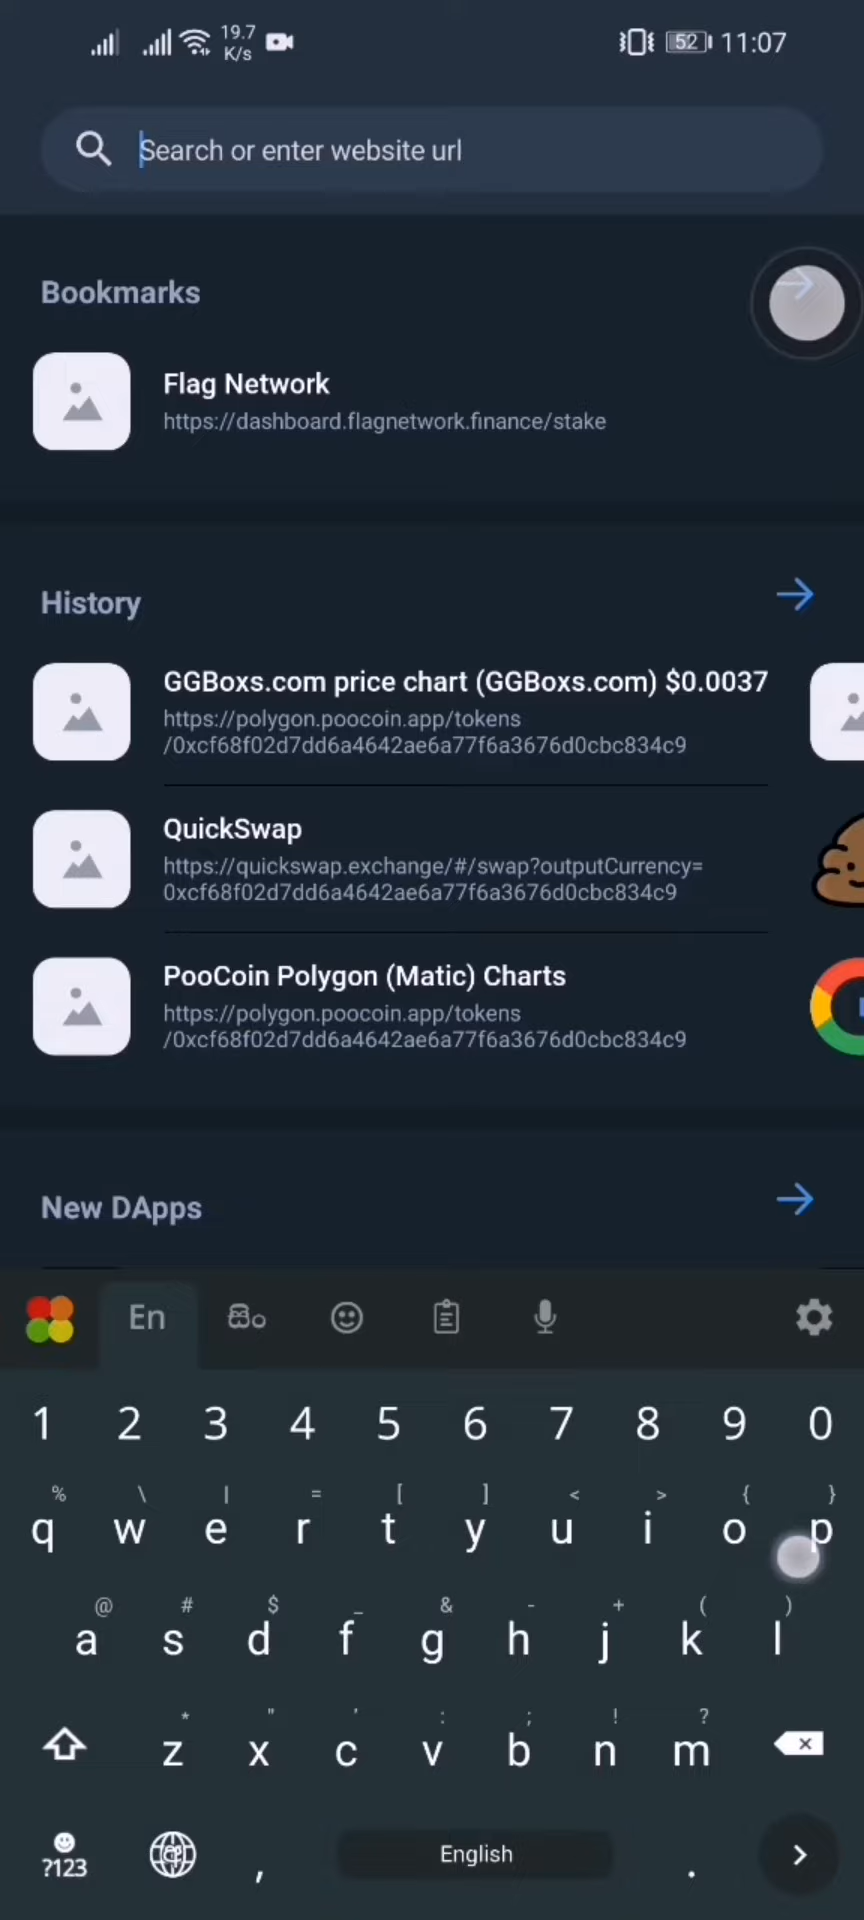 19.7
K/s
52
11:07
Search or enter website url
Bookmarks
Flag Network
https://dashboard.flagnetwork.finance/stake
History
GGBoxs.com price chart (GGBoxs.com) $0.0037
https://polygon.poocoin.app/tokens
/0xcf68f02d7dd6a4642ae6a77f6a3676d0cbc834c9
QuickSwap
https://quickswap.exchange/#/swap?outputCurrency=
0xcf68f02d7dd6a4642ae6a77f6a3676d0cbc834c9
PooCoin Polygon (Matic) Charts
https://polygon.poocoin.app/tokens
/0xcf68f02d7dd6a4642ae6a77f6a3676d0cbc834c9
New DApps
En සිං
1 2 3 4 5 6 7 8 9 0
% \ | = [ ] < > { }
q w e r t y u i o p
@ # $ _ & - + ( )
a s d f g h j k l
* " ' : ; ! ?
z x c v b n m
?123 , English .